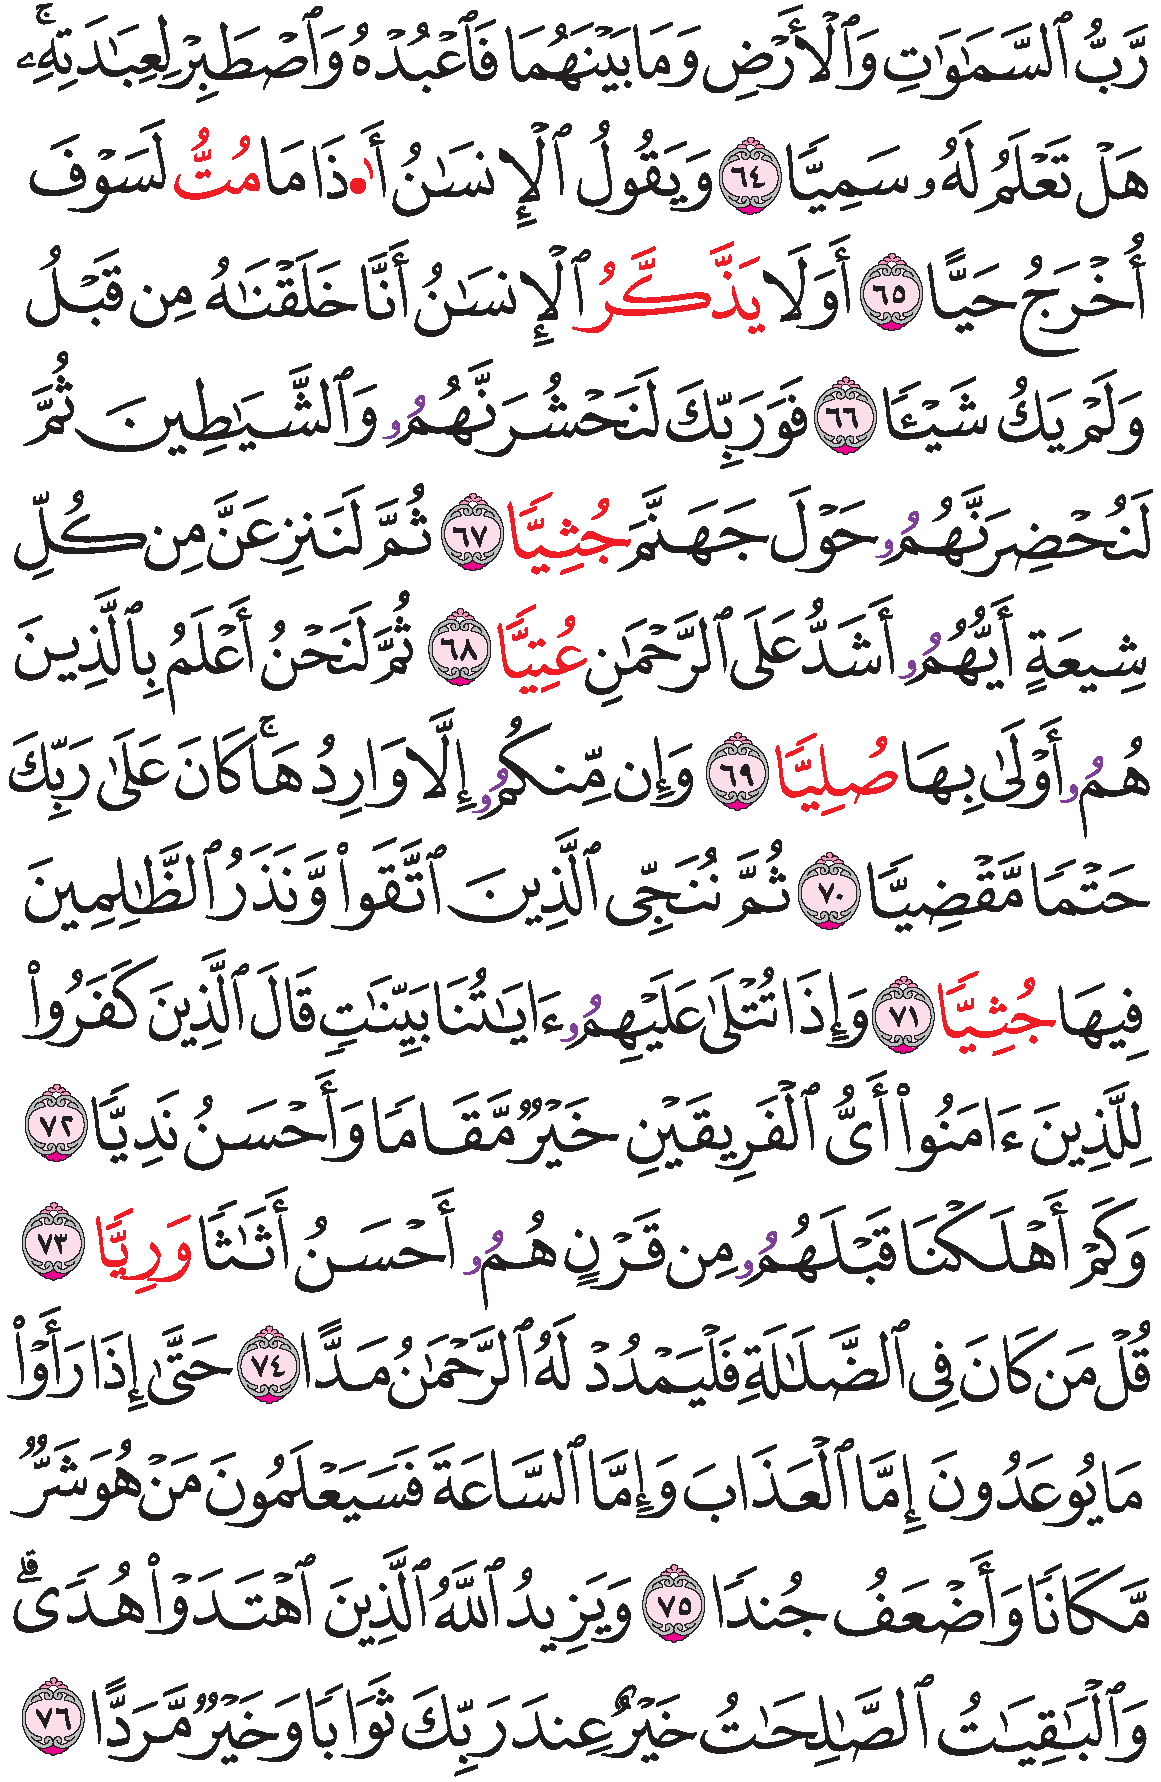 رَّبُّ ٱلسَّمَٰوَٰتِ وَٱلْأَرْضِ وَمَا بَيْنَهُمَا فَٱعْبُدْهُ وَٱصْطَبِرْ لِعِبَٰدَتِهِۦۚ
هَلْ تَعْلَمُ لَهُۥ سَمِيًّا ٦٤ وَيَقُولُ ٱلْإِنسَٰنُ أَ۟ذَا مَا مُتُّ لَسَوْفَ
أُخْرَجُ حَيًّا ٦٥ أَوَلَا يَذَّكَّرُ ٱلْإِنسَٰنُ أَنَّا خَلَقْنَٰهُ مِن قَبْلُ
وَلَمْ يَكُ شَيْـًٔا ٦٦ فَوَرَبِّكَ لَنَحْشُرَنَّهُمُۥ وَٱلشَّيَٰطِينَ ثُمَّ
لَنُحْضِرَنَّهُمُۥ حَوْلَ جَهَنَّمَ جُثِيًّا ٦٧ ثُمَّ لَنَنزِعَنَّ مِن كُلِّ
شِيعَةٍ أَيُّهُمُۥ أَشَدُّ عَلَى ٱلرَّحْمَٰنِ عُتِيًّا ٦٨ ثُمَّ لَنَحْنُ أَعْلَمُ بِٱلَّذِينَ
هُمُۥ أَوْلَىٰ بِهَا صُلِيًّا ٦٩ وَإِن مِّنكُمُۥ إِلَّا وَارِدُهَاۚ كَانَ عَلَىٰ رَبِّكَ
حَتْمًا مَّقْضِيًّا ٧٠ ثُمَّ نُنَجِّى ٱلَّذِينَ ٱتَّقَوا۟ وَّنَذَرُ ٱلظَّٰلِمِينَ
فِيهَا جُثِيًّا ٧١ وَإِذَا تُتْلَىٰ عَلَيْهِمُۥ ءَايَٰتُنَا بَيِّنَٰتٍ قَالَ ٱلَّذِينَ كَفَرُوا۟
لِلَّذِينَ ءَامَنُوا۟ أَىُّ ٱلْفَرِيقَيْنِ خَيْرٌ مَّقَامًا وَأَحْسَنُ نَدِيًّا ٧٢
وَكَمْ أَهْلَكْنَا قَبْلَهُمُۥ مِن قَرْنٍ هُمُۥ أَحْسَنُ أَثَٰثًا وَرِيًّا ٧٣
قُلْ مَن كَانَ فِى ٱلضَّلَٰلَةِ فَلْيَمْدُدْ لَهُ ٱلرَّحْمَٰنُ مَدًّا ٧٤ حَتَّىٰ إِذَا رَأَوْا۟
مَا يُوعَدُونَ إِمَّا ٱلْعَذَابَ وَإِمَّا ٱلسَّاعَةَ فَسَيَعْلَمُونَ مَنْ هُوَ شَرٌّ
مَّكَانًا وَأَضْعَفُ جُندًا ٧٥ وَيَزِيدُ ٱللَّهُ ٱلَّذِينَ ٱهْتَدَوْا۟ هُدًىۗ
وَٱلْبَٰقِيَٰتُ ٱلصَّٰلِحَٰتُ خَيْرٌ عِندَ رَبِّكَ ثَوَابًا وَخَيْرٌ مَّرَدًّا ٧٦